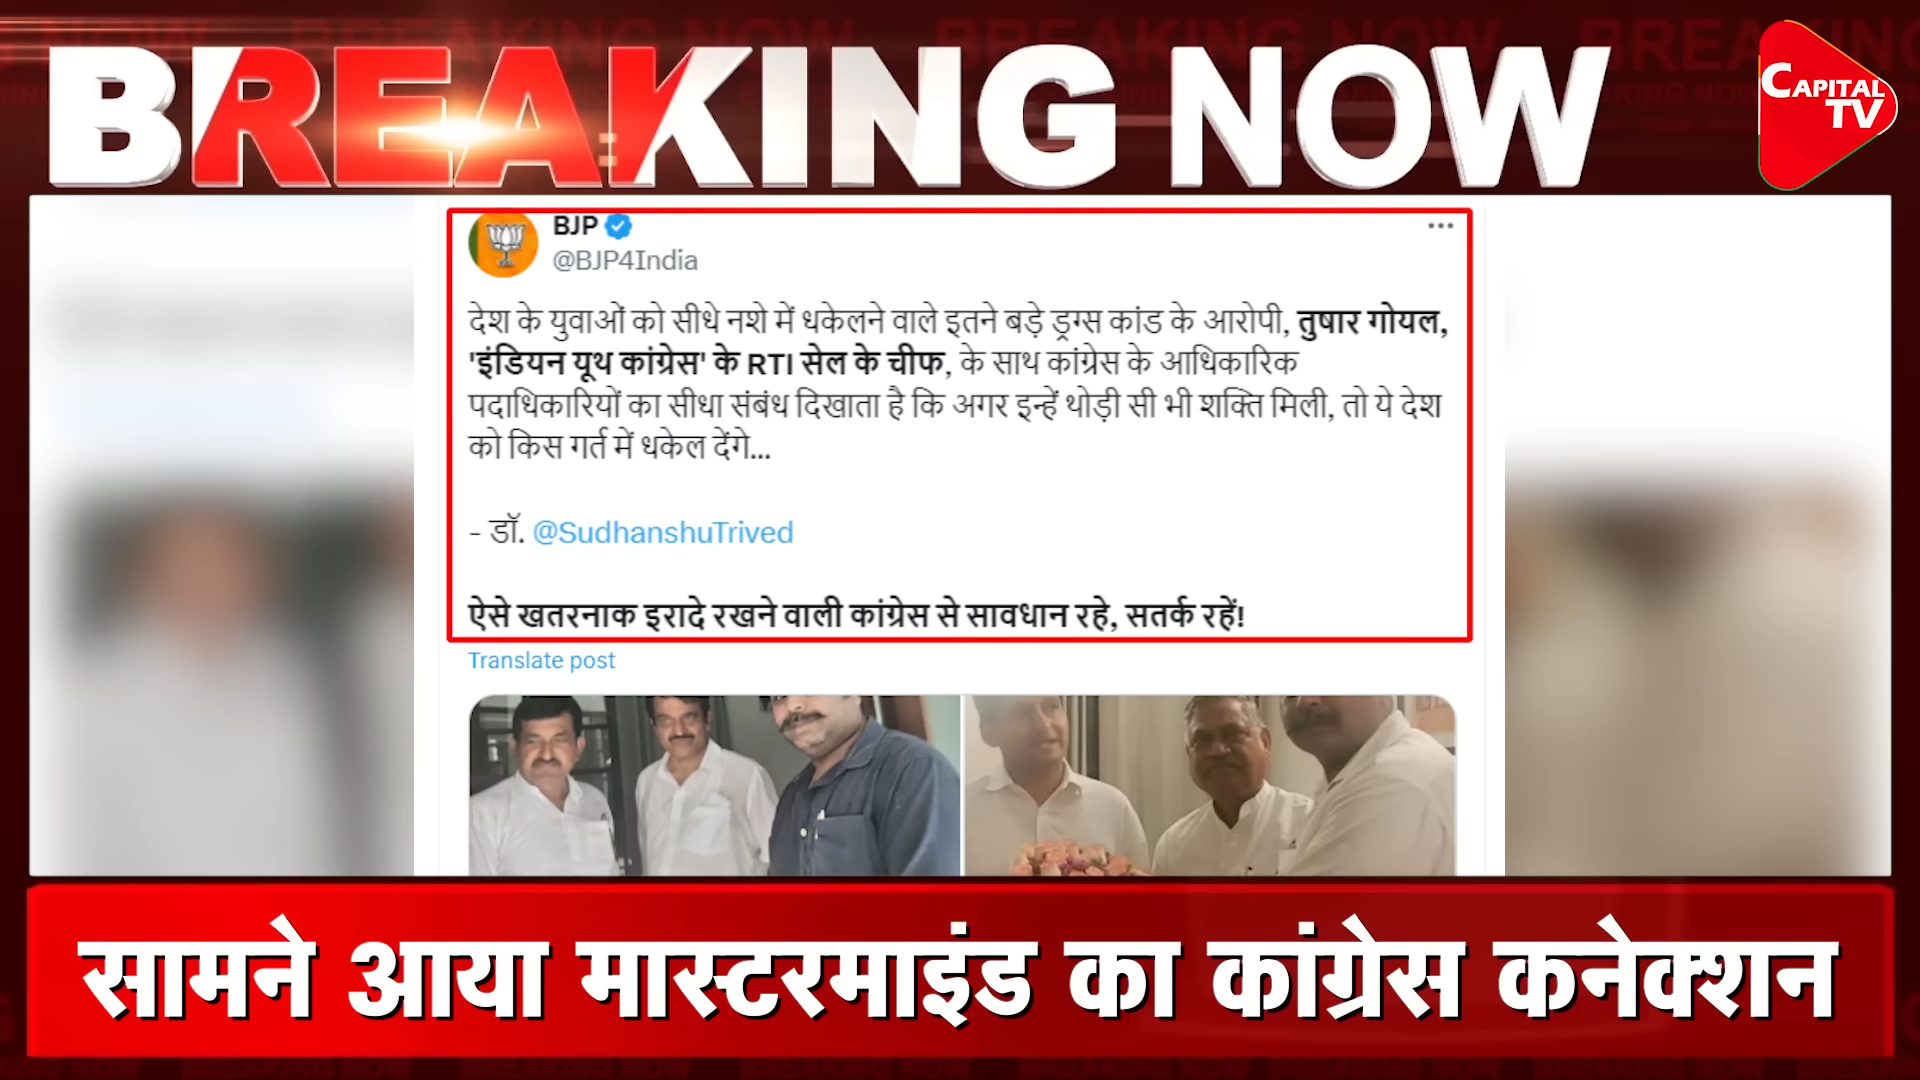 BREAKING NOW
CAPITAL
TV
BJP
@BJP4India
देश के युवाओं को सीधे नशे में धकेलने वाले इतने बड़े ड्रग्स कांड के आरोपी, तुषार गोयल,
'इंडियन यूथ कांग्रेस' के RTI सेल के चीफ, के साथ कांग्रेस के आधिकारिक
पदाधिकारियों का सीधा संबंध दिखाता है कि अगर इन्हें थोड़ी सी भी शक्ति मिली, तो ये देश
को किस गर्त में धकेल देंगे...
- डॉ. @SudhanshuTrived
ऐसे खतरनाक इरादे रखने वाली कांग्रेस से सावधान रहे, सतर्क रहें!
Translate post
सामने आया मास्टरमाइंड का कांग्रेस कनेक्शन